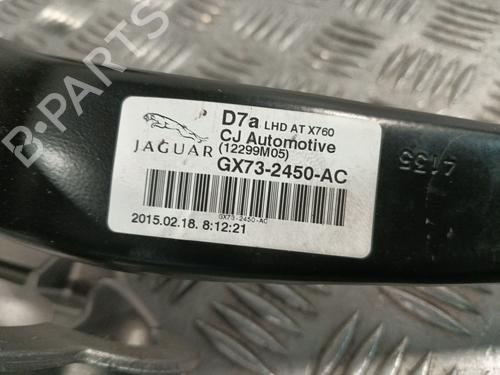 B-PARTS
D7a LHD AT X760
CJ Automotive
(12299M05)
JAGUAR
GX73-2450-AC
GX73-2450-AC
2015.02.18. 8:12:21
4135